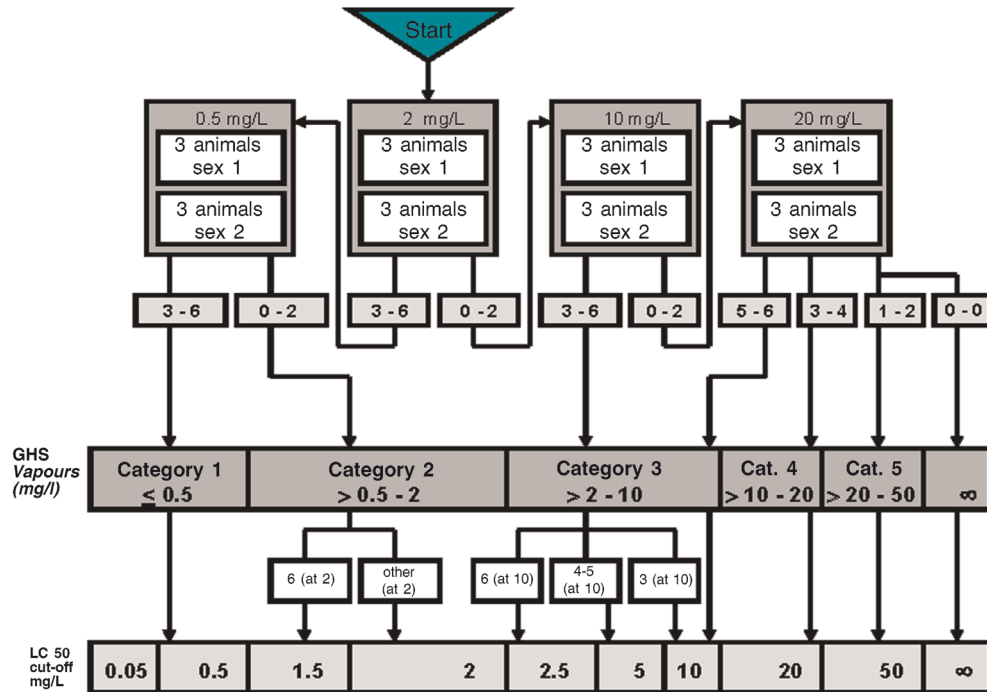 Start
0.5 mg/L
3 animals
sex 1
3 animals
sex 2
2 mg/L
3 animals
sex 1
3 animals
sex 2
10 mg/L
3 animals
sex 1
3 animals
sex 2
20 mg/L
3 animals
sex 1
3 animals
sex 2
3 - 6
0 - 2
3 - 6
0 - 2
3 - 6
0 - 2
5 - 6
3 - 4
1 - 2
0 - 0
GHS
Vapours
(mg/l)
Category 1
≤ 0.5
Category 2
> 0.5 - 2
Category 3
> 2 - 10
Cat. 4
> 10 - 20
Cat. 5
> 20 - 50
∞
6 (at 2)
other
(at 2)
6 (at 10)
4-5
(at 10)
3 (at 10)
LC 50
cut-off
mg/L
0.05
0.5
1.5
2
2.5
5
10
20
50
∞